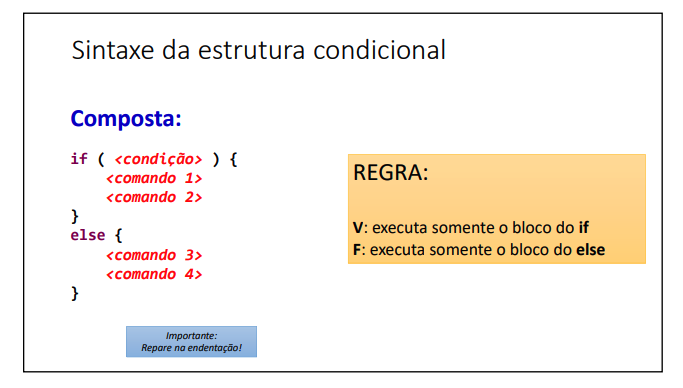 Sintaxe da estrutura condicional
Composta:
if ( <condição> ) {
<comando 1>
<comando 2>
}
else {
<comando 3>
<comando 4>
}
REGRA:
V: executa somente o bloco do if
F: executa somente o bloco do else
Importante:
Repare na endentação!